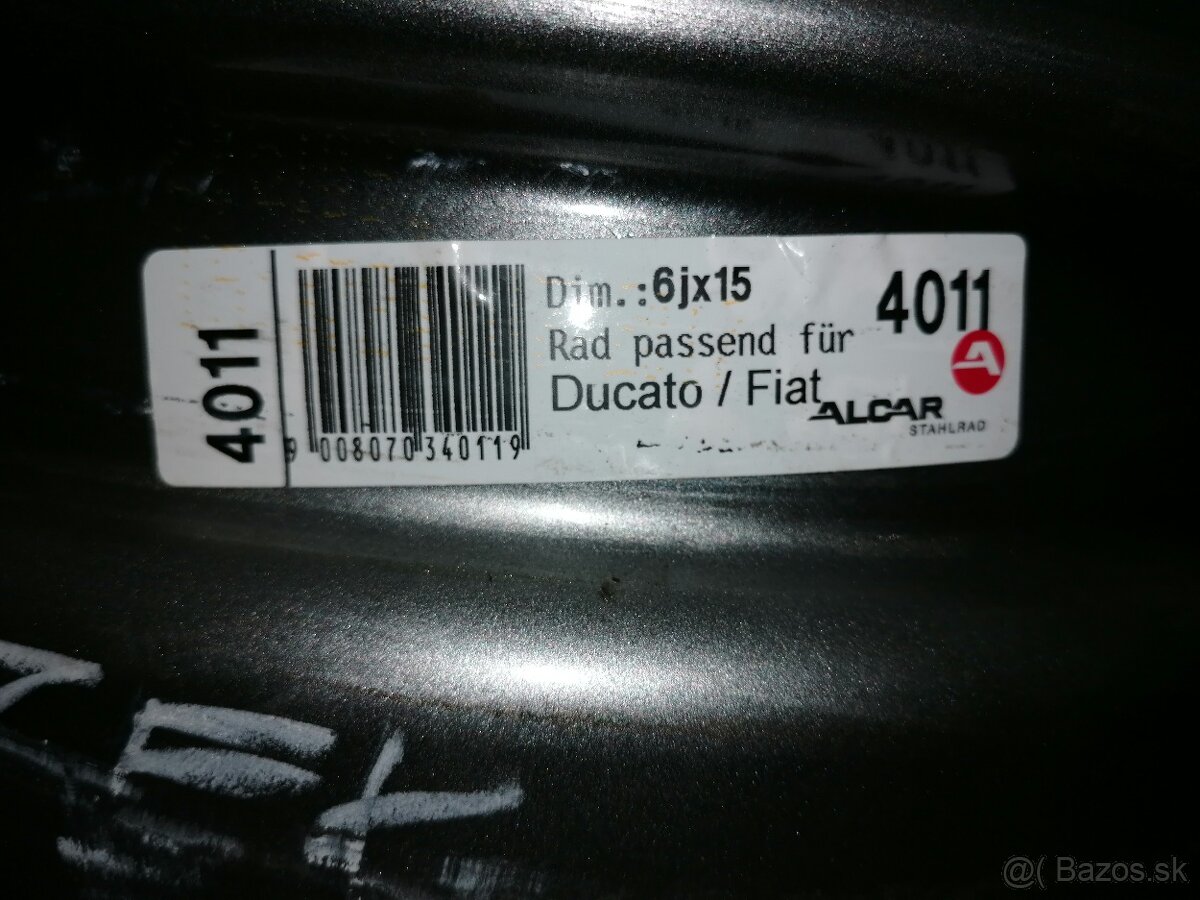 4011
9 008070 340119
Dim.:6jx15
Rad passend für
Ducato / Fiat
4011
ALCAR
STAHLRAD
@( Bazos.sk